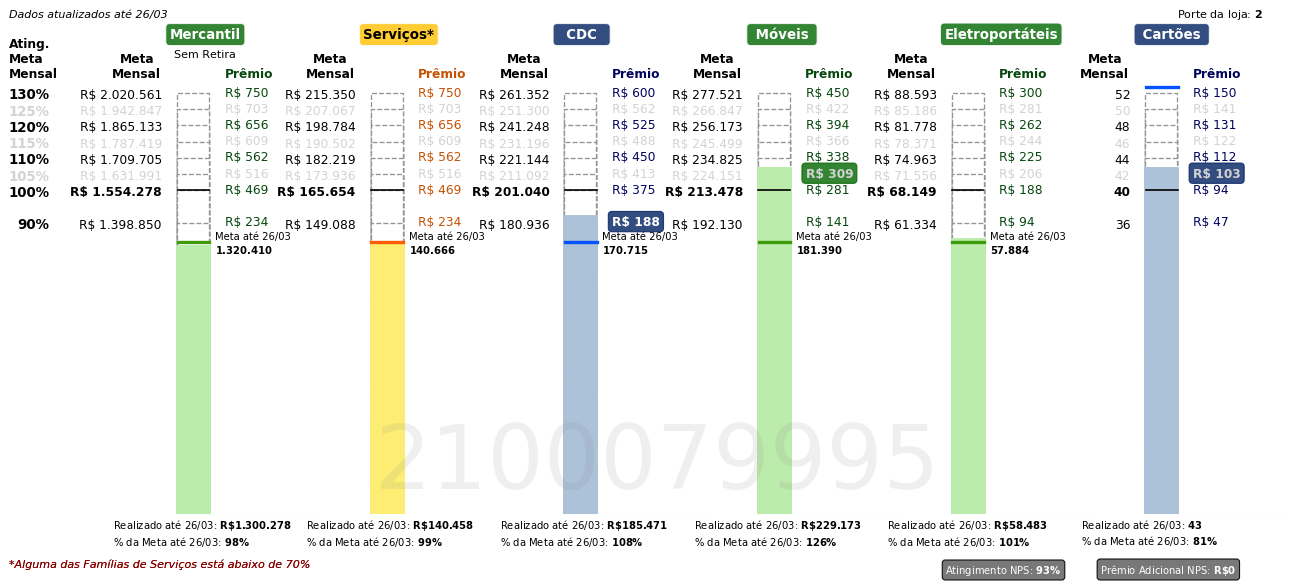 Dados atualizados até 26/03 Porte da loja: 2
Mercantil Serviços* CDC Móveis Eletroportáteis Cartões
Sem Retira
Ating. Meta Mensal Meta Mensal Prêmio Meta Mensal Prêmio Meta Mensal Prêmio Meta Mensal Prêmio Meta Mensal Prêmio Meta Mensal Prêmio
130% R$ 2.020.561 R$ 750 R$ 215.350 R$ 750 R$ 261.352 R$ 600 R$ 277.521 R$ 450 R$ 88.593 R$ 300 52 R$ 150
125% R$ 1.942.847 R$ 703 R$ 207.067 R$ 703 R$ 251.300 R$ 562 R$ 266.847 R$ 422 R$ 85.186 R$ 281 50 R$ 141
120% R$ 1.865.133 R$ 656 R$ 198.784 R$ 656 R$ 241.248 R$ 525 R$ 256.173 R$ 394 R$ 81.778 R$ 262 48 R$ 131
115% R$ 1.787.419 R$ 609 R$ 190.502 R$ 609 R$ 231.196 R$ 488 R$ 245.499 R$ 366 R$ 78.371 R$ 244 46 R$ 122
110% R$ 1.709.705 R$ 562 R$ 182.219 R$ 562 R$ 221.144 R$ 450 R$ 234.825 R$ 338 R$ 74.963 R$ 225 44 R$ 112
105% R$ 1.631.991 R$ 516 R$ 173.936 R$ 516 R$ 211.092 R$ 413 R$ 224.151 R$ 309 R$ 71.556 R$ 206 42 R$ 103
100% R$ 1.554.278 R$ 469 R$ 165.654 R$ 469 R$ 201.040 R$ 375 R$ 213.478 R$ 281 R$ 68.149 R$ 188 40 R$ 94
90% R$ 1.398.850 R$ 234 R$ 149.088 R$ 234 R$ 180.936 R$ 188 R$ 192.130 R$ 141 R$ 61.334 R$ 94 36 R$ 47
Meta até 26/03 Meta até 26/03 Meta até 26/03 Meta até 26/03 Meta até 26/03
1.320.410 140.666 170.715 181.390 57.884
2100079995
Realizado até 26/03: R$1.300.278 Realizado até 26/03: R$140.458 Realizado até 26/03: R$185.471 Realizado até 26/03: R$229.173 Realizado até 26/03: R$58.483 Realizado até 26/03: 43
% da Meta até 26/03: 98% % da Meta até 26/03: 99% % da Meta até 26/03: 108% % da Meta até 26/03: 126% % da Meta até 26/03: 101% % da Meta até 26/03: 81%
*Alguma das Famílias de Serviços está abaixo de 70% Atingimento NPS: 93% Prêmio Adicional NPS: R$0